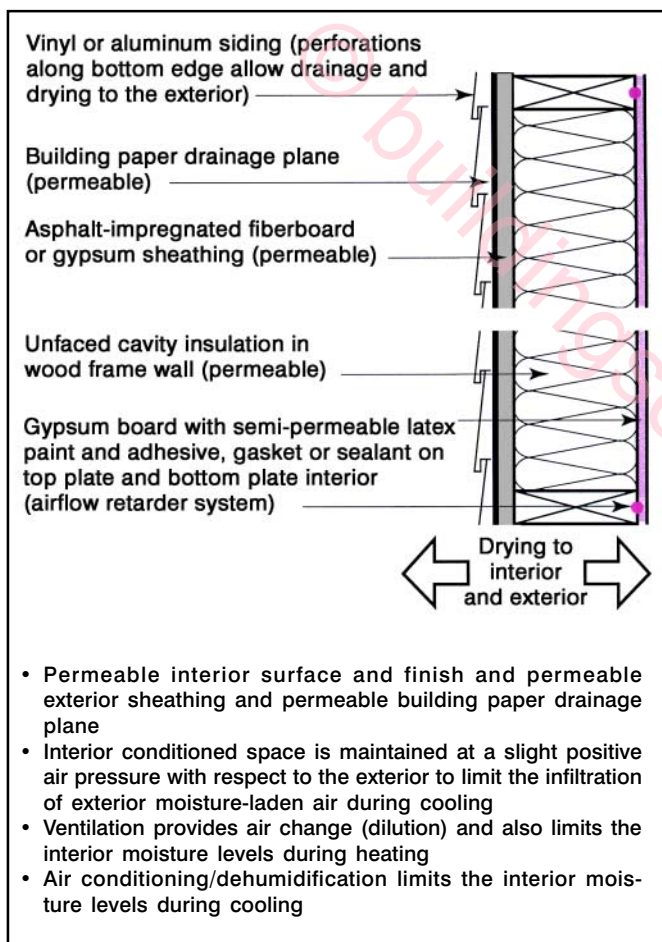 Vinyl or aluminum siding (perforations
along bottom edge allow drainage and
drying to the exterior)
Building paper drainage plane
(permeable)
Asphalt-impregnated fiberboard
or gypsum sheathing (permeable)
Unfaced cavity insulation in
wood frame wall (permeable)
Gypsum board with semi-permeable latex
paint and adhesive, gasket or sealant on
top plate and bottom plate interior
(airflow retarder system)
Drying to
interior
and exterior
• Permeable interior surface and finish and permeable
exterior sheathing and permeable building paper drainage
plane
• Interior conditioned space is maintained at a slight positive
air pressure with respect to the exterior to limit the infiltration
of exterior moisture-laden air during cooling
• Ventilation provides air change (dilution) and also limits the
interior moisture levels during heating
• Air conditioning/dehumidification limits the interior mois-
ture levels during cooling